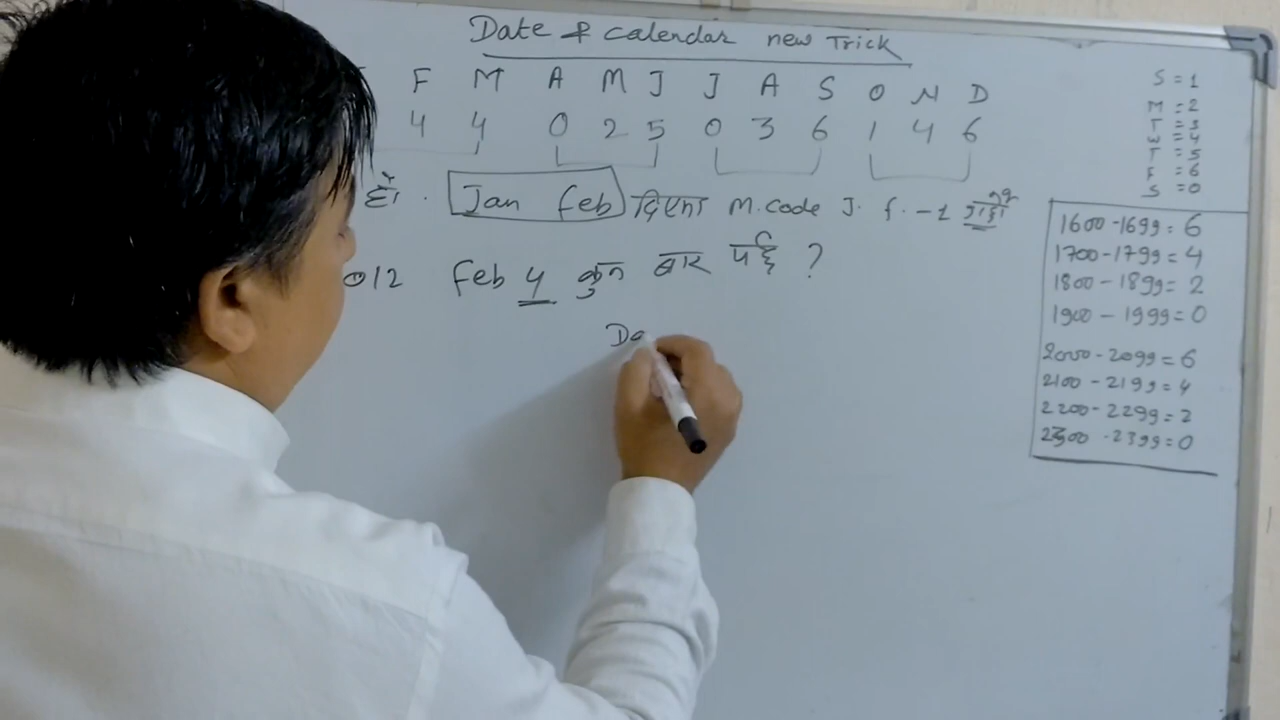 Date & Calendar new Trick
F M A M J J A S O N D
4 4 0 2 5 0 3 6 1 4 6
Jan feb दिएमा M.code J. f. -1
012 feb 4 कुन बार पर्छ ?
Da
S = 1
M = 2
T = 3
W = 4
T = 5
F = 6
S = 0
1600 - 1699 = 6
1700 - 1799 = 4
1800 - 1899 = 2
1900 - 1999 = 0
2000 - 2099 = 6
2100 - 2199 = 4
2200 - 2299 = 2
2300 - 2399 = 0